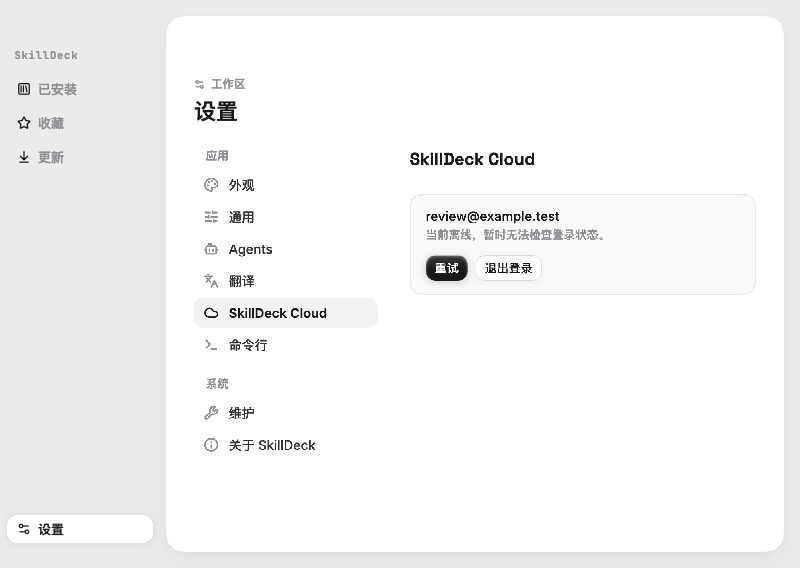 SkillDeck
已安装
收藏
更新
设置
工作区
设置
应用
外观
通用
Agents
翻译
SkillDeck Cloud
命令行
系统
维护
关于 SkillDeck
SkillDeck Cloud
review@example.test
当前离线，暂时无法检查登录状态。
重试
退出登录